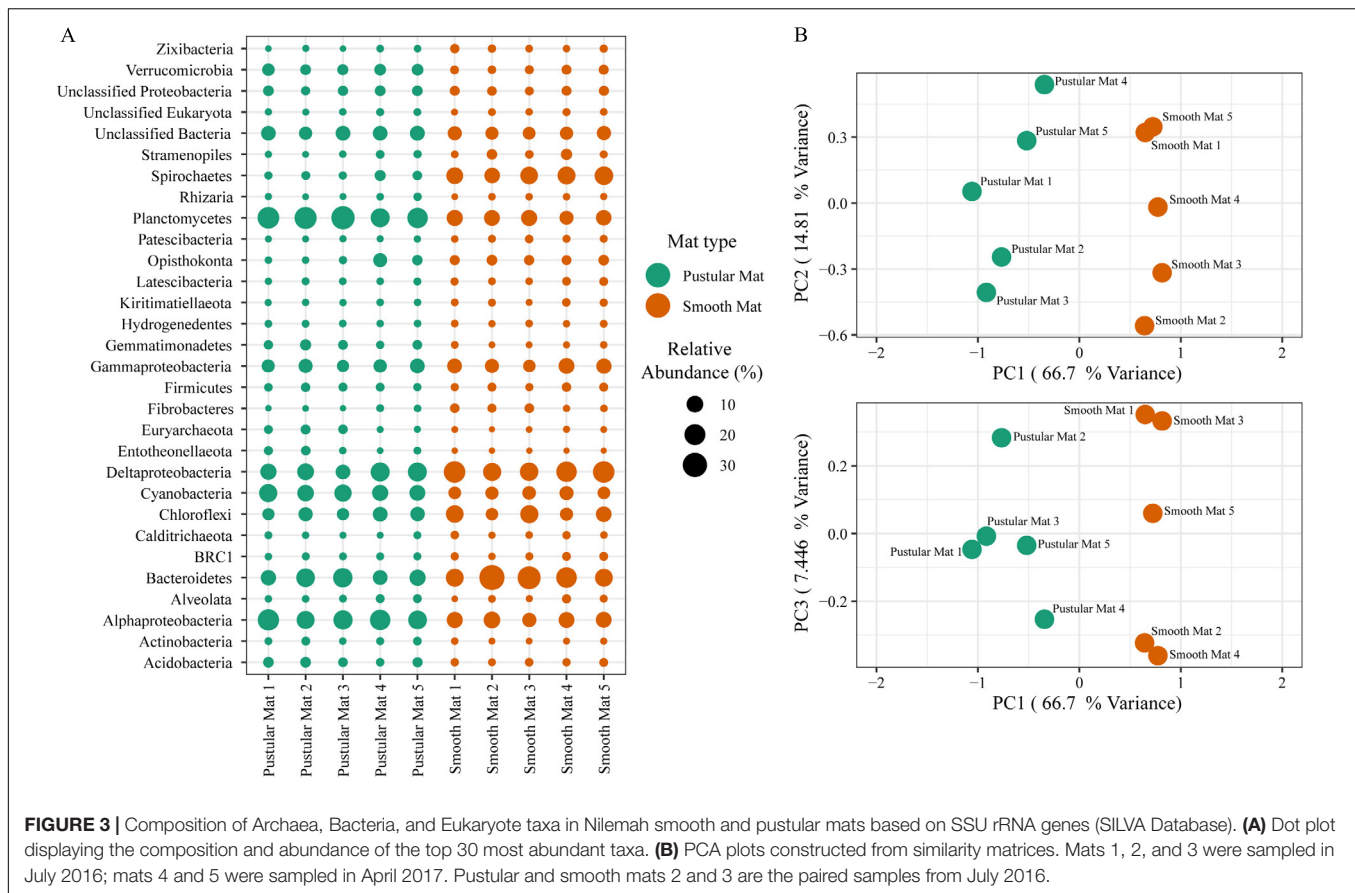 A
Zixibacteria
Verrucomicrobia
Unclassified Proteobacteria
Unclassified Eukaryota
Unclassified Bacteria
Stramenopiles
Spirochaetes
Rhizaria
Planctomycetes
Patescibacteria
Opisthokonta
Latescibacteria
Kiritimatiellaeota
Hydrogenedentes
Gemmatimonadetes
Gammaproteobacteria
Firmicutes
Fibrobacteres
Euryarchaeota
Entotheonellaeota
Deltaproteobacteria
Cyanobacteria
Chloroflexi
Calditrichaeota
BRC1
Bacteroidetes
Alveolata
Alphaproteobacteria
Actinobacteria
Acidobacteria
Pustular Mat 1
Pustular Mat 2
Pustular Mat 3
Pustular Mat 4
Pustular Mat 5
Smooth Mat 1
Smooth Mat 2
Smooth Mat 3
Smooth Mat 4
Smooth Mat 5
Mat type
Pustular Mat
Smooth Mat
Relative
Abundance (%)
10
20
30
B
PC2 ( 14.81 % Variance)
0.3
0.0
−0.3
−0.6
Pustular Mat 4
Smooth Mat 5
Pustular Mat 5
Smooth Mat 1
Pustular Mat 1
Smooth Mat 4
Pustular Mat 2
Smooth Mat 3
Pustular Mat 3
Smooth Mat 2
−2 −1 0 1 2
PC1 ( 66.7 % Variance)
PC3 ( 7.446 % Variance)
0.2
0.0
−0.2
Smooth Mat 1
Smooth Mat 3
Pustular Mat 2
Smooth Mat 5
Pustular Mat 3
Pustular Mat 1
Pustular Mat 5
Pustular Mat 4
Smooth Mat 2
Smooth Mat 4
−2 −1 0 1 2
PC1 ( 66.7 % Variance)
FIGURE 3 | Composition of Archaea, Bacteria, and Eukaryote taxa in Nilemah smooth and pustular mats based on SSU rRNA genes (SILVA Database). (A) Dot plot
displaying the composition and abundance of the top 30 most abundant taxa. (B) PCA plots constructed from similarity matrices. Mats 1, 2, and 3 were sampled in
July 2016; mats 4 and 5 were sampled in April 2017. Pustular and smooth mats 2 and 3 are the paired samples from July 2016.